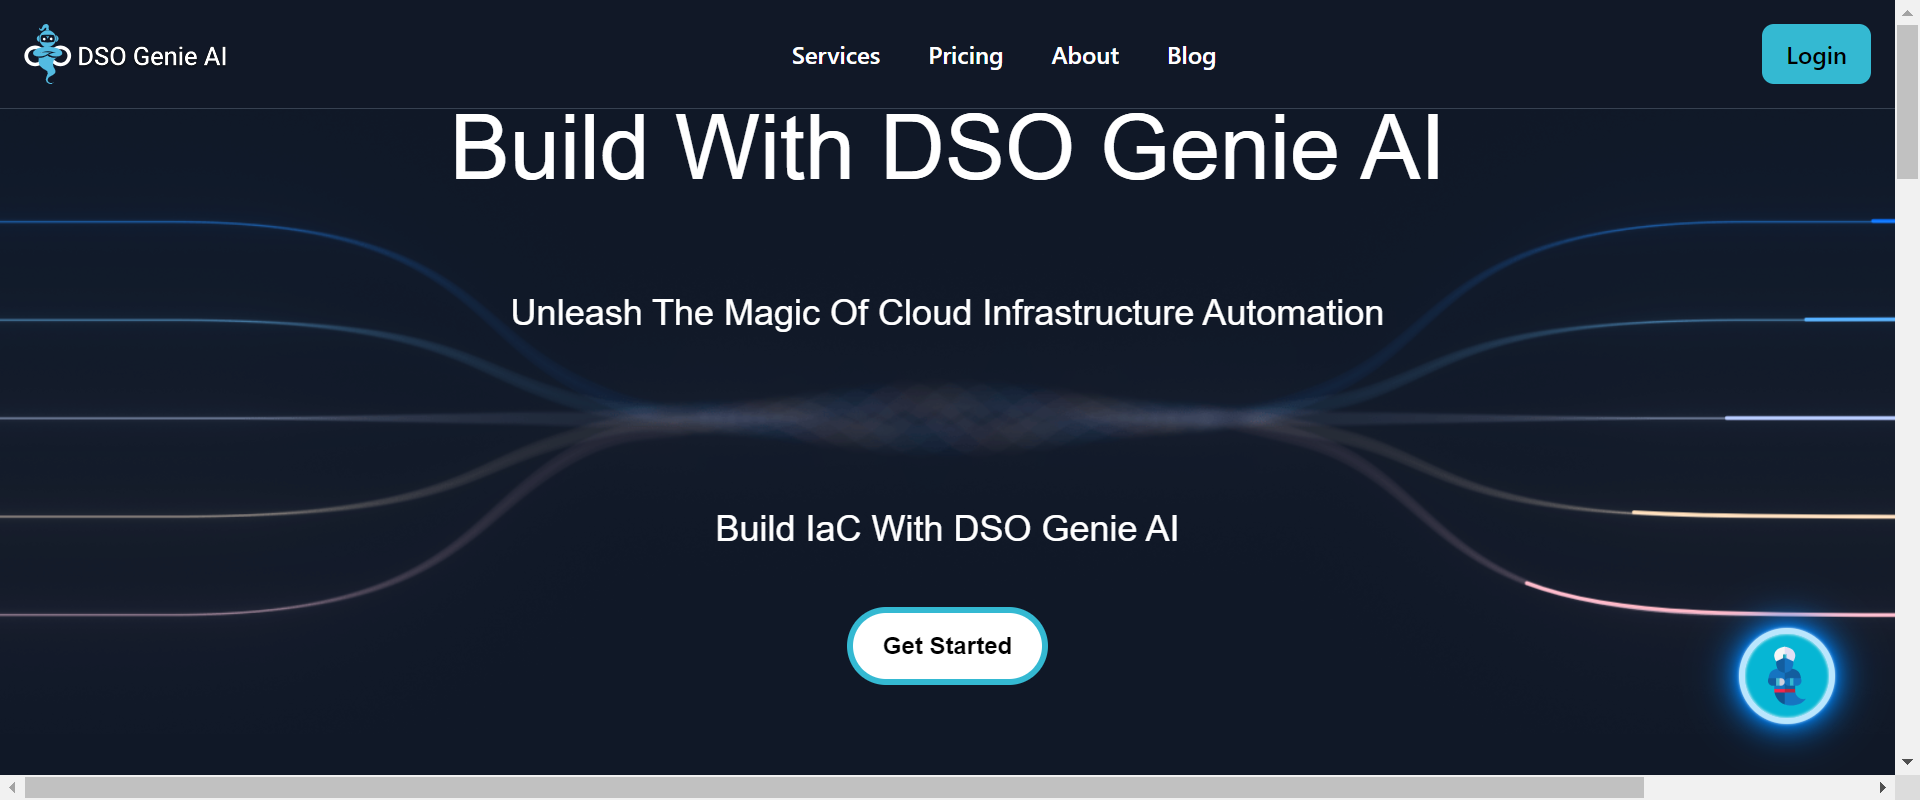 DSO Genie AI
Services Pricing About Blog
Login
Build With DSO Genie AI
Unleash The Magic Of Cloud Infrastructure Automation
Build IaC With DSO Genie AI
Get Started